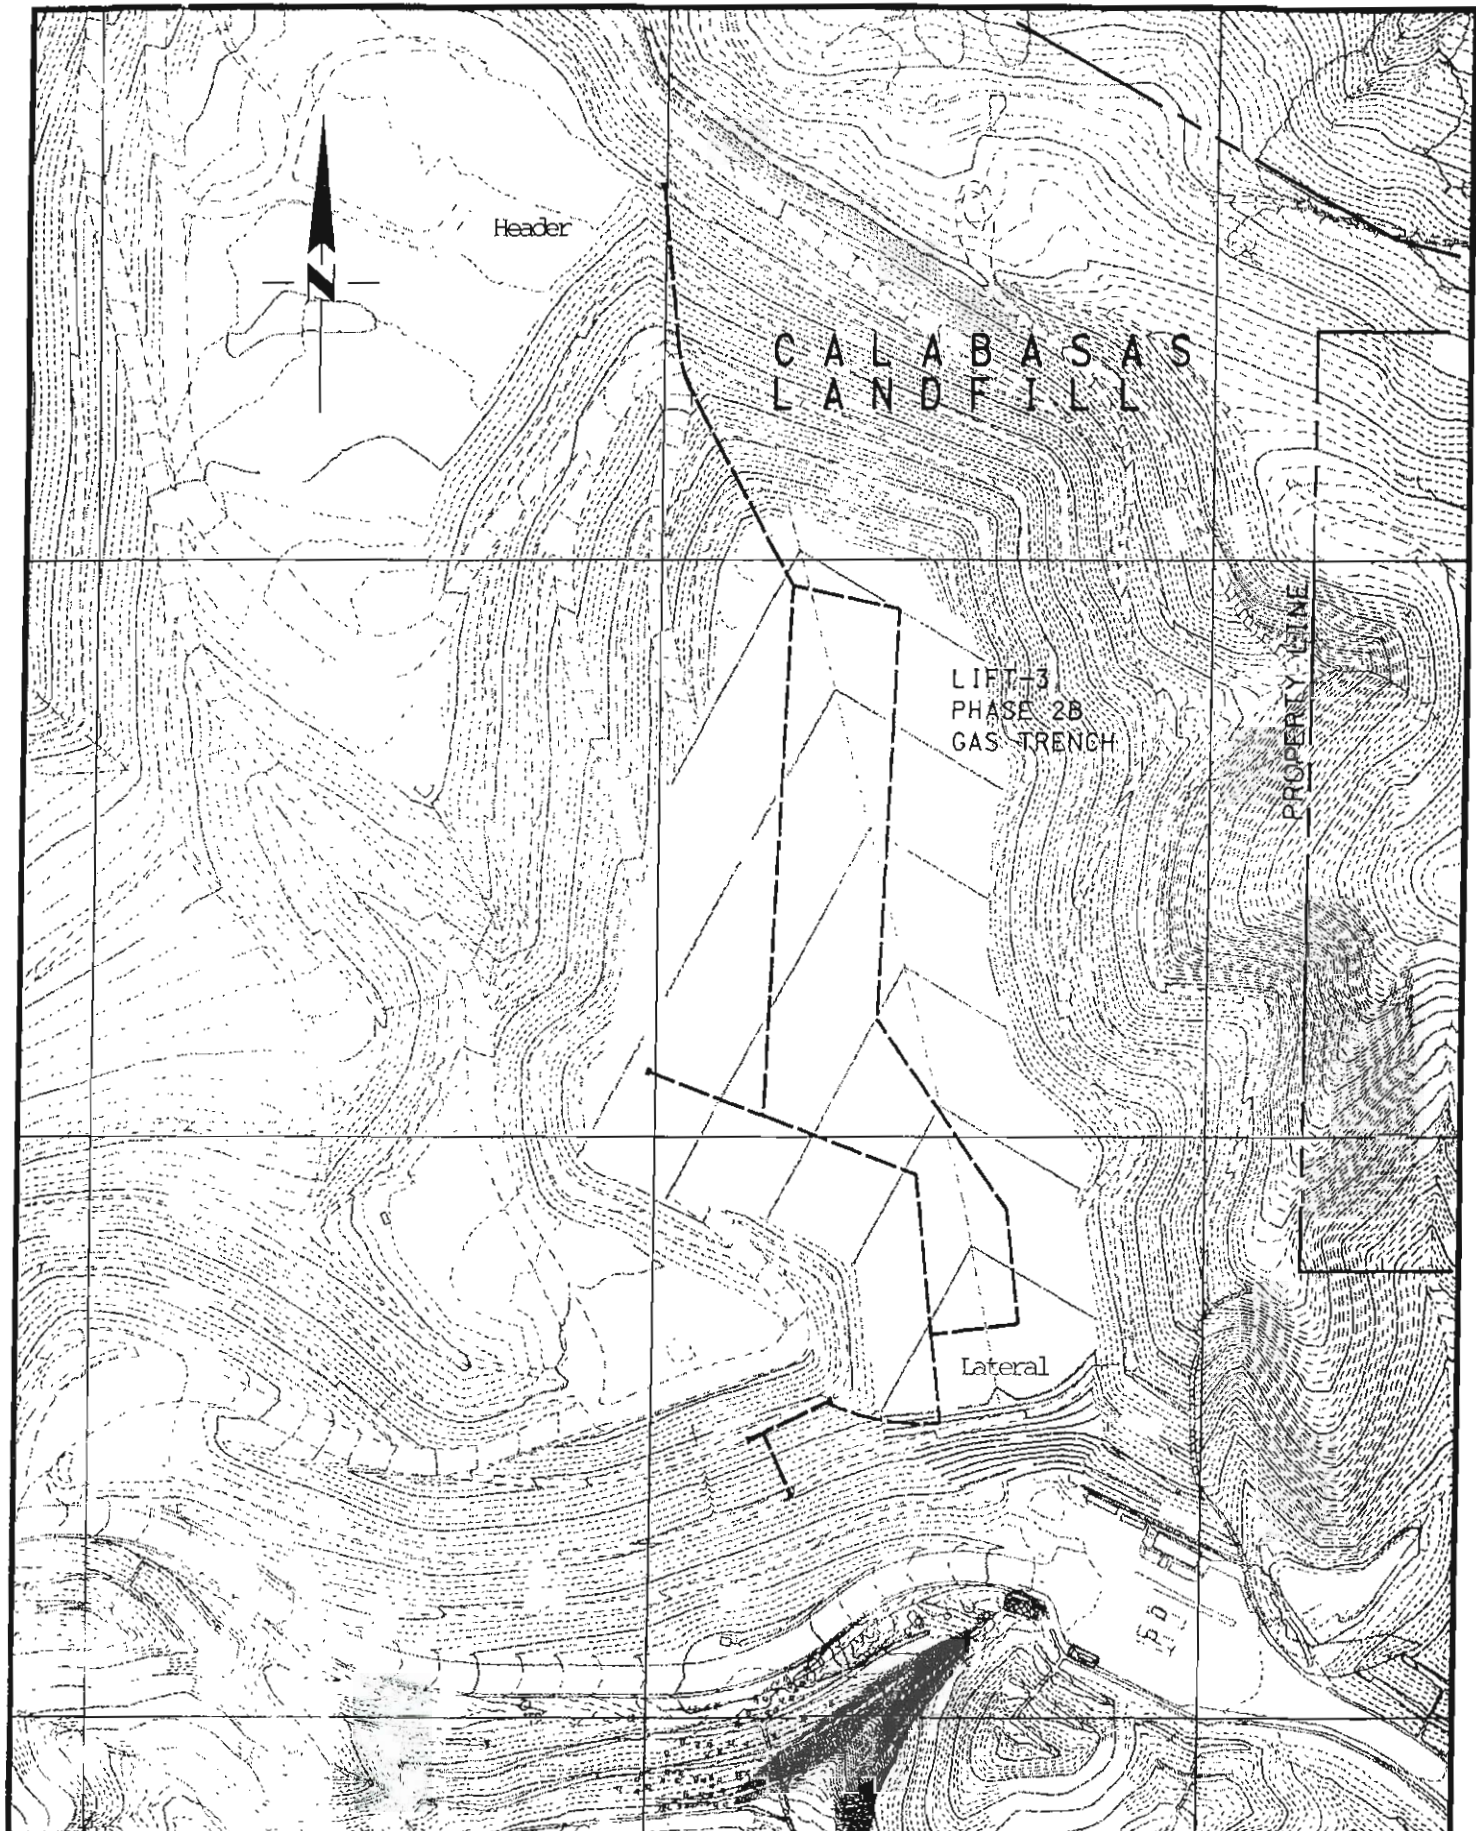 Header
CALABASAS
LANDFILL
LIFT-3
PHASE 2B
GAS TRENCH
PROPERTY LINE
Lateral